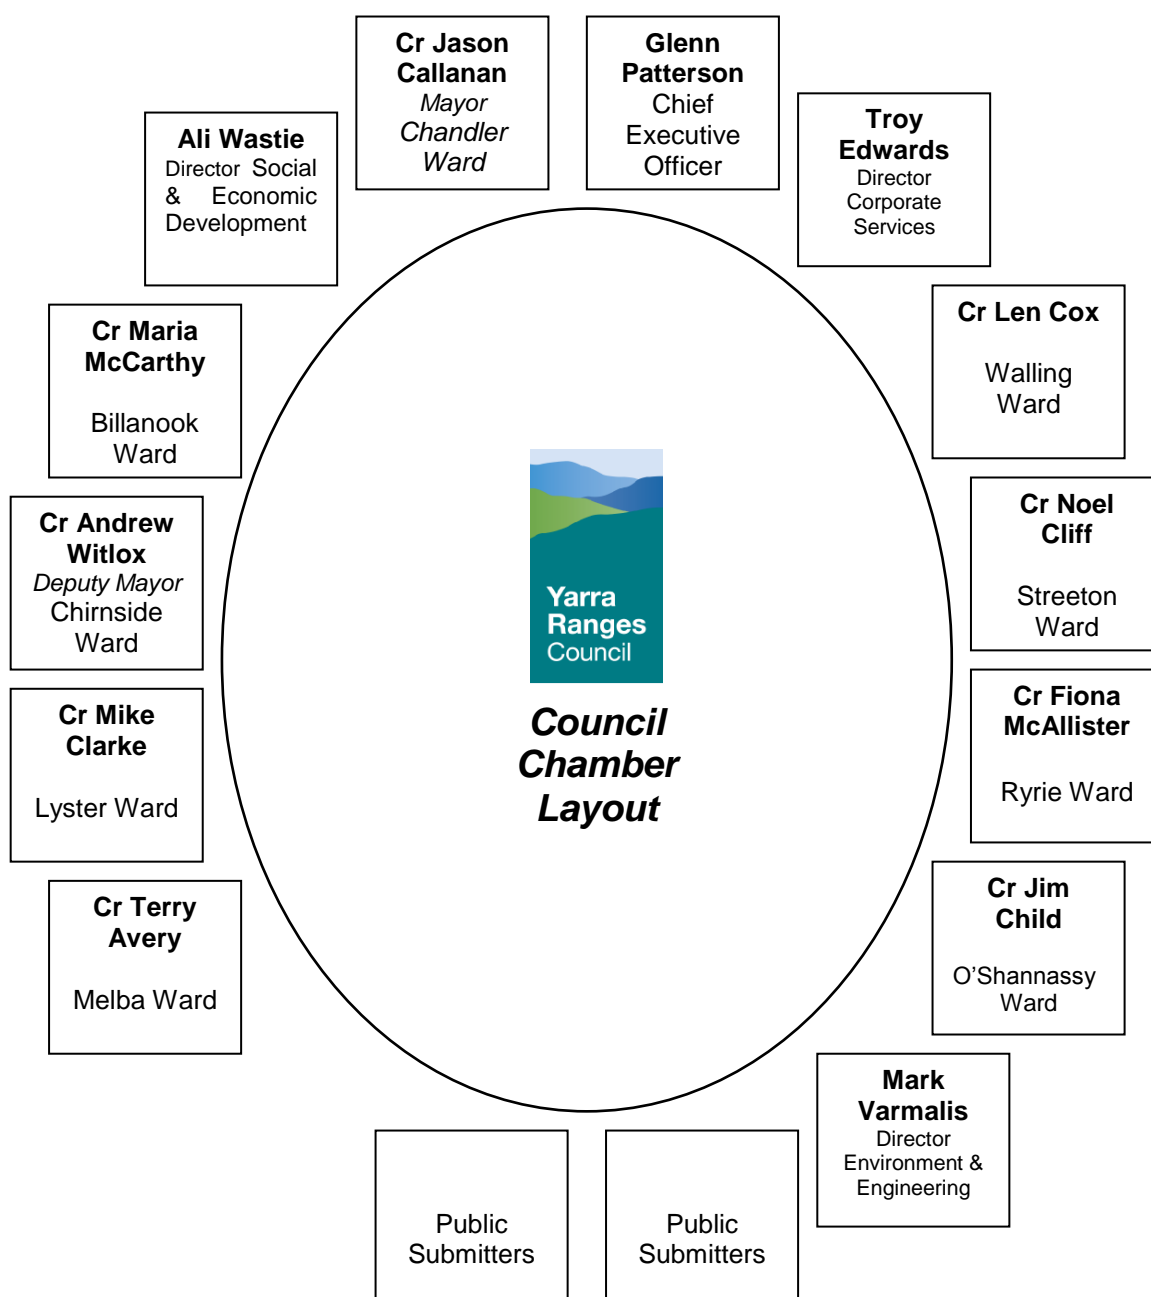 Cr Jason
Callanan
Mayor
Chandler
Ward
Glenn
Patterson
Chief
Executive
Officer
Troy
Edwards
Director
Corporate
Services
Ali Wastie
Director Social
& Economic
Development
Cr Maria
McCarthy
Billanook
Ward
Cr Len Cox
Walling
Ward
Cr Andrew
Witlox
Deputy Mayor
Chirnside
Ward
Cr Noel
Cliff
Streeton
Ward
Yarra
Ranges
Council
Council
Chamber
Layout
Cr Mike
Clarke
Lyster Ward
Cr Fiona
McAllister
Ryrie Ward
Cr Terry
Avery
Melba Ward
Cr Jim
Child
O'Shannassy
Ward
Mark
Varmalis
Director
Environment &
Engineering
Public
Submitters
Public
Submitters